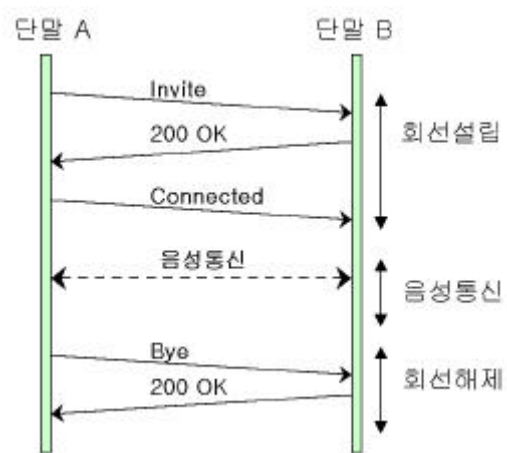 단말 A
단말 B
Invite
200 OK
회선설립
Connected
음성통신
음성통신
Bye
200 OK
회선해제